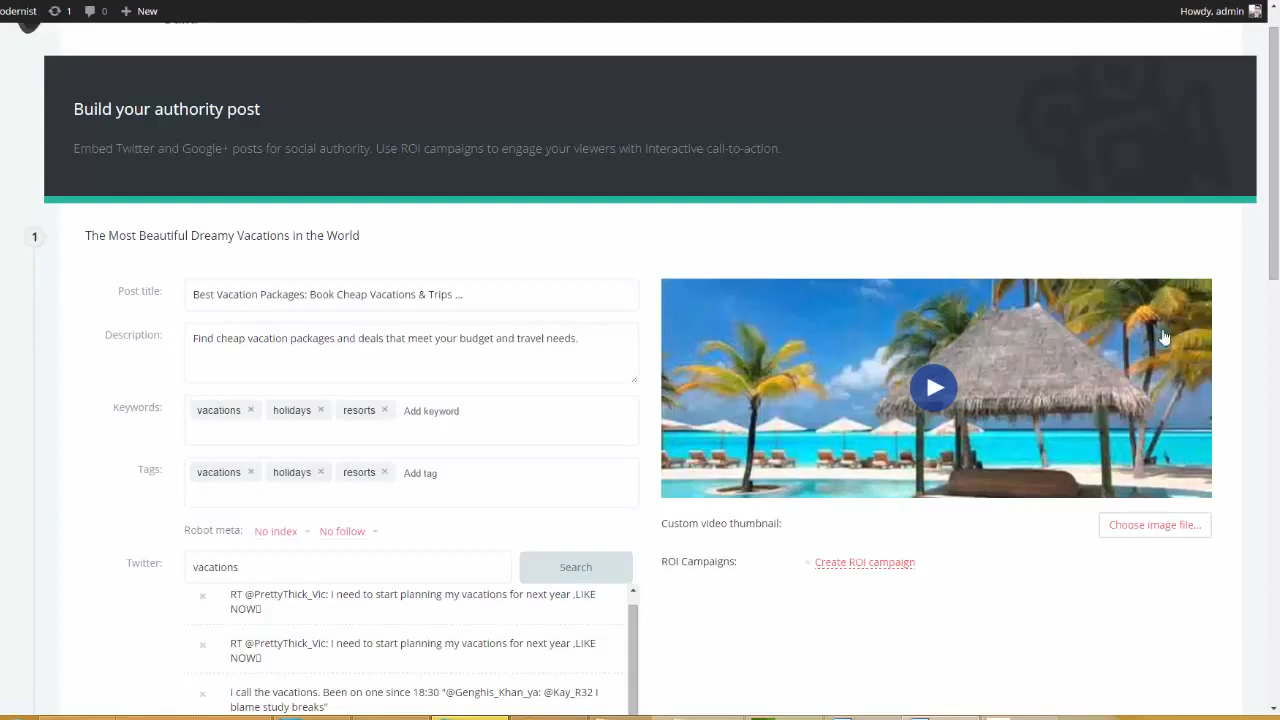 odernist 1 0 New Howdy, admin
Build your authority post
Embed Twitter and Google+ posts for social authority. Use ROI campaigns to engage your viewers with interactive call-to-action.
1 The Most Beautiful Dreamy Vacations in the World
Post title: Best Vacation Packages: Book Cheap Vacations & Trips ...
Description: Find cheap vacation packages and deals that meet your budget and travel needs.
Keywords: vacations × holidays × resorts × Add keyword
Tags: vacations × holidays × resorts × Add tag
Robot meta: No index No follow
Twitter: vacations Search
× RT @PrettyThick_Vic: I need to start planning my vacations for next year ,LIKE
NOW
× RT @PrettyThick_Vic: I need to start planning my vacations for next year ,LIKE
NOW
× I call the vacations. Been on one since 18:30 "@Genghis_Khan_ya: @Kay_R32 I
blame study breaks"
Custom video thumbnail: Choose image file...
ROI Campaigns: Create ROI campaign